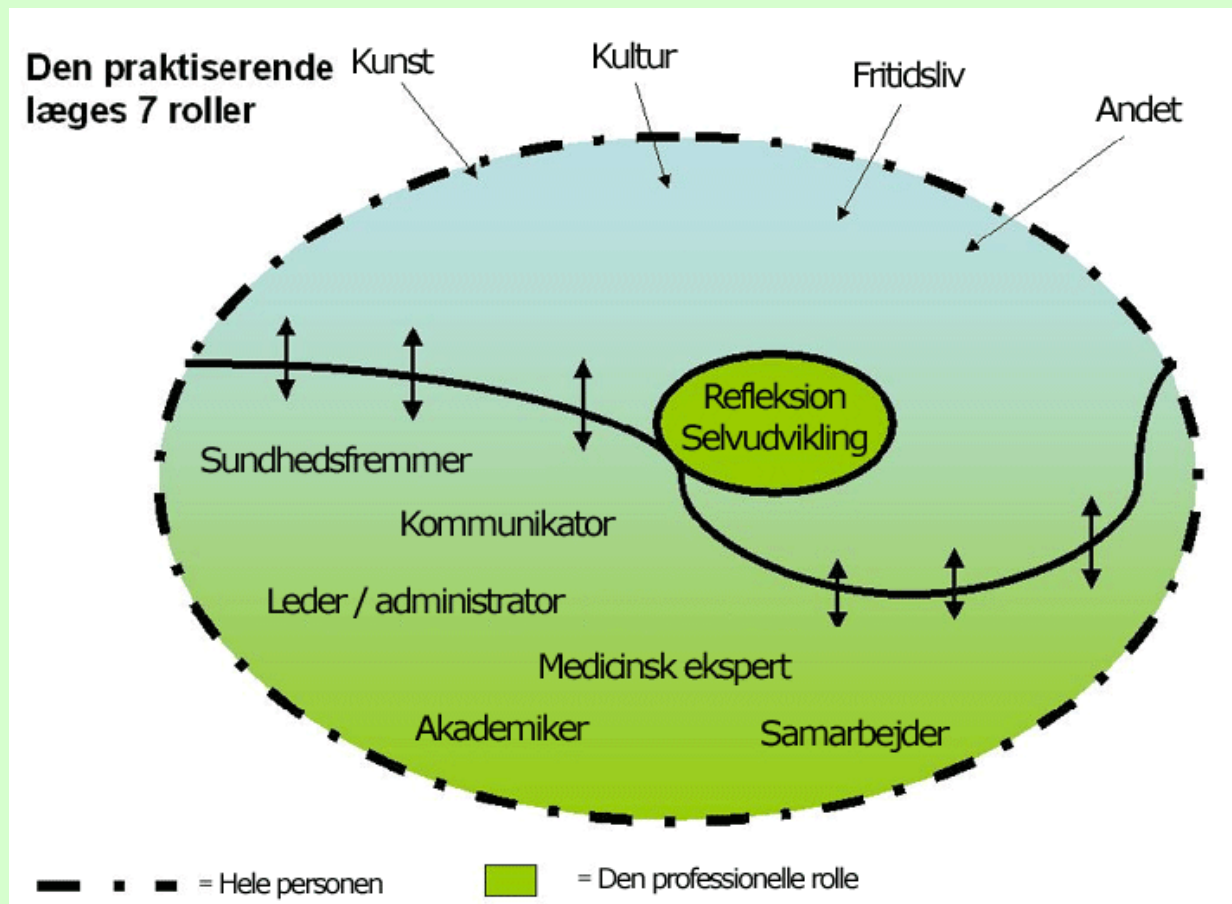 Den praktiserende
læges 7 roller
Kunst
Kultur
Fritidsliv
Andet
Refleksion
Selvudvikling
Sundhedsfremmer
Kommunikator
Leder / administrator
Medicinsk ekspert
Akademiker
Samarbejder
= Hele personen
= Den professionelle rolle